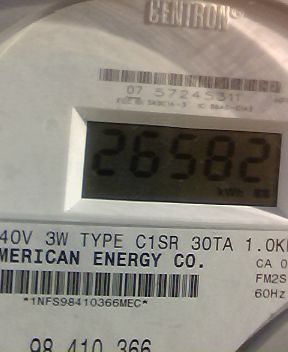 CENTRON®
07 57245311
26582
kWh
40V 3W TYPE C1SR 30TA 1.0K
MERICAN ENERGY CO.
CA 0
FM2S
60Hz
*1NFS98410366MEC*
98 410 366